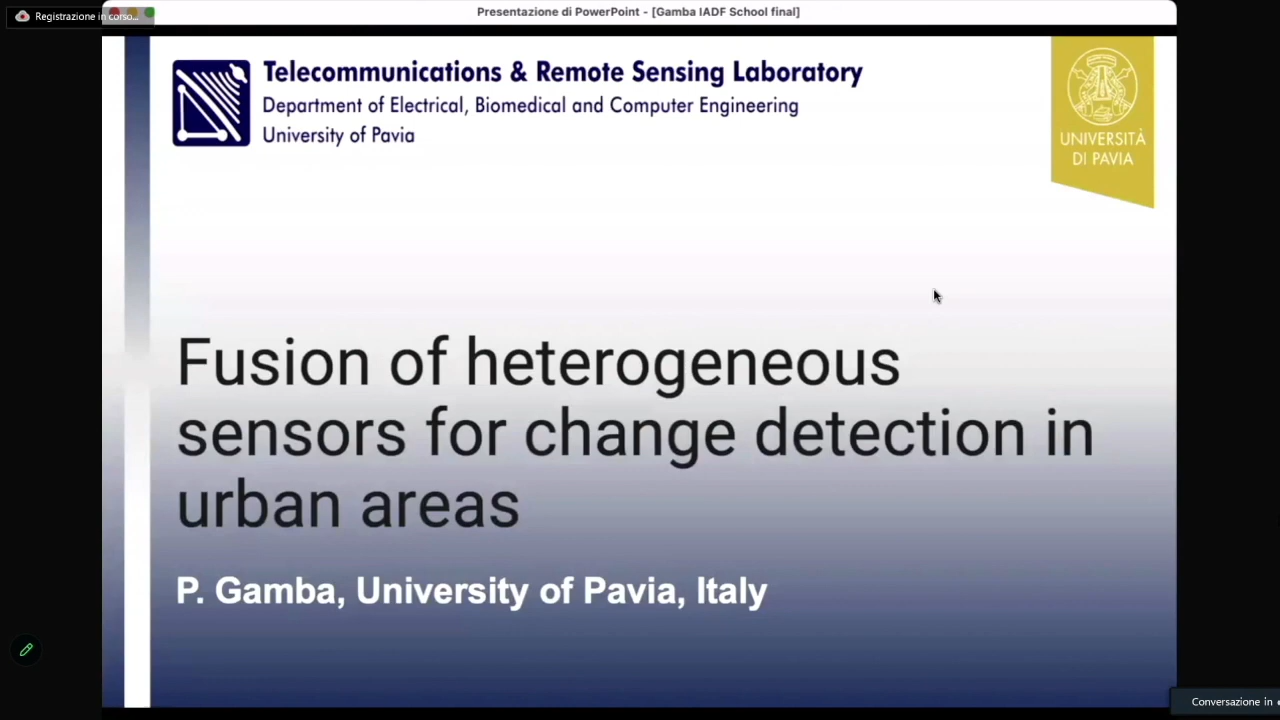 Registrazione in corso...
Presentazione di PowerPoint - [Gamba IADF School final]
Telecommunications & Remote Sensing Laboratory
Department of Electrical, Biomedical and Computer Engineering
University of Pavia
UNIVERSITÀ
DI PAVIA
Fusion of heterogeneous
sensors for change detection in
urban areas
P. Gamba, University of Pavia, Italy
Conversazione in